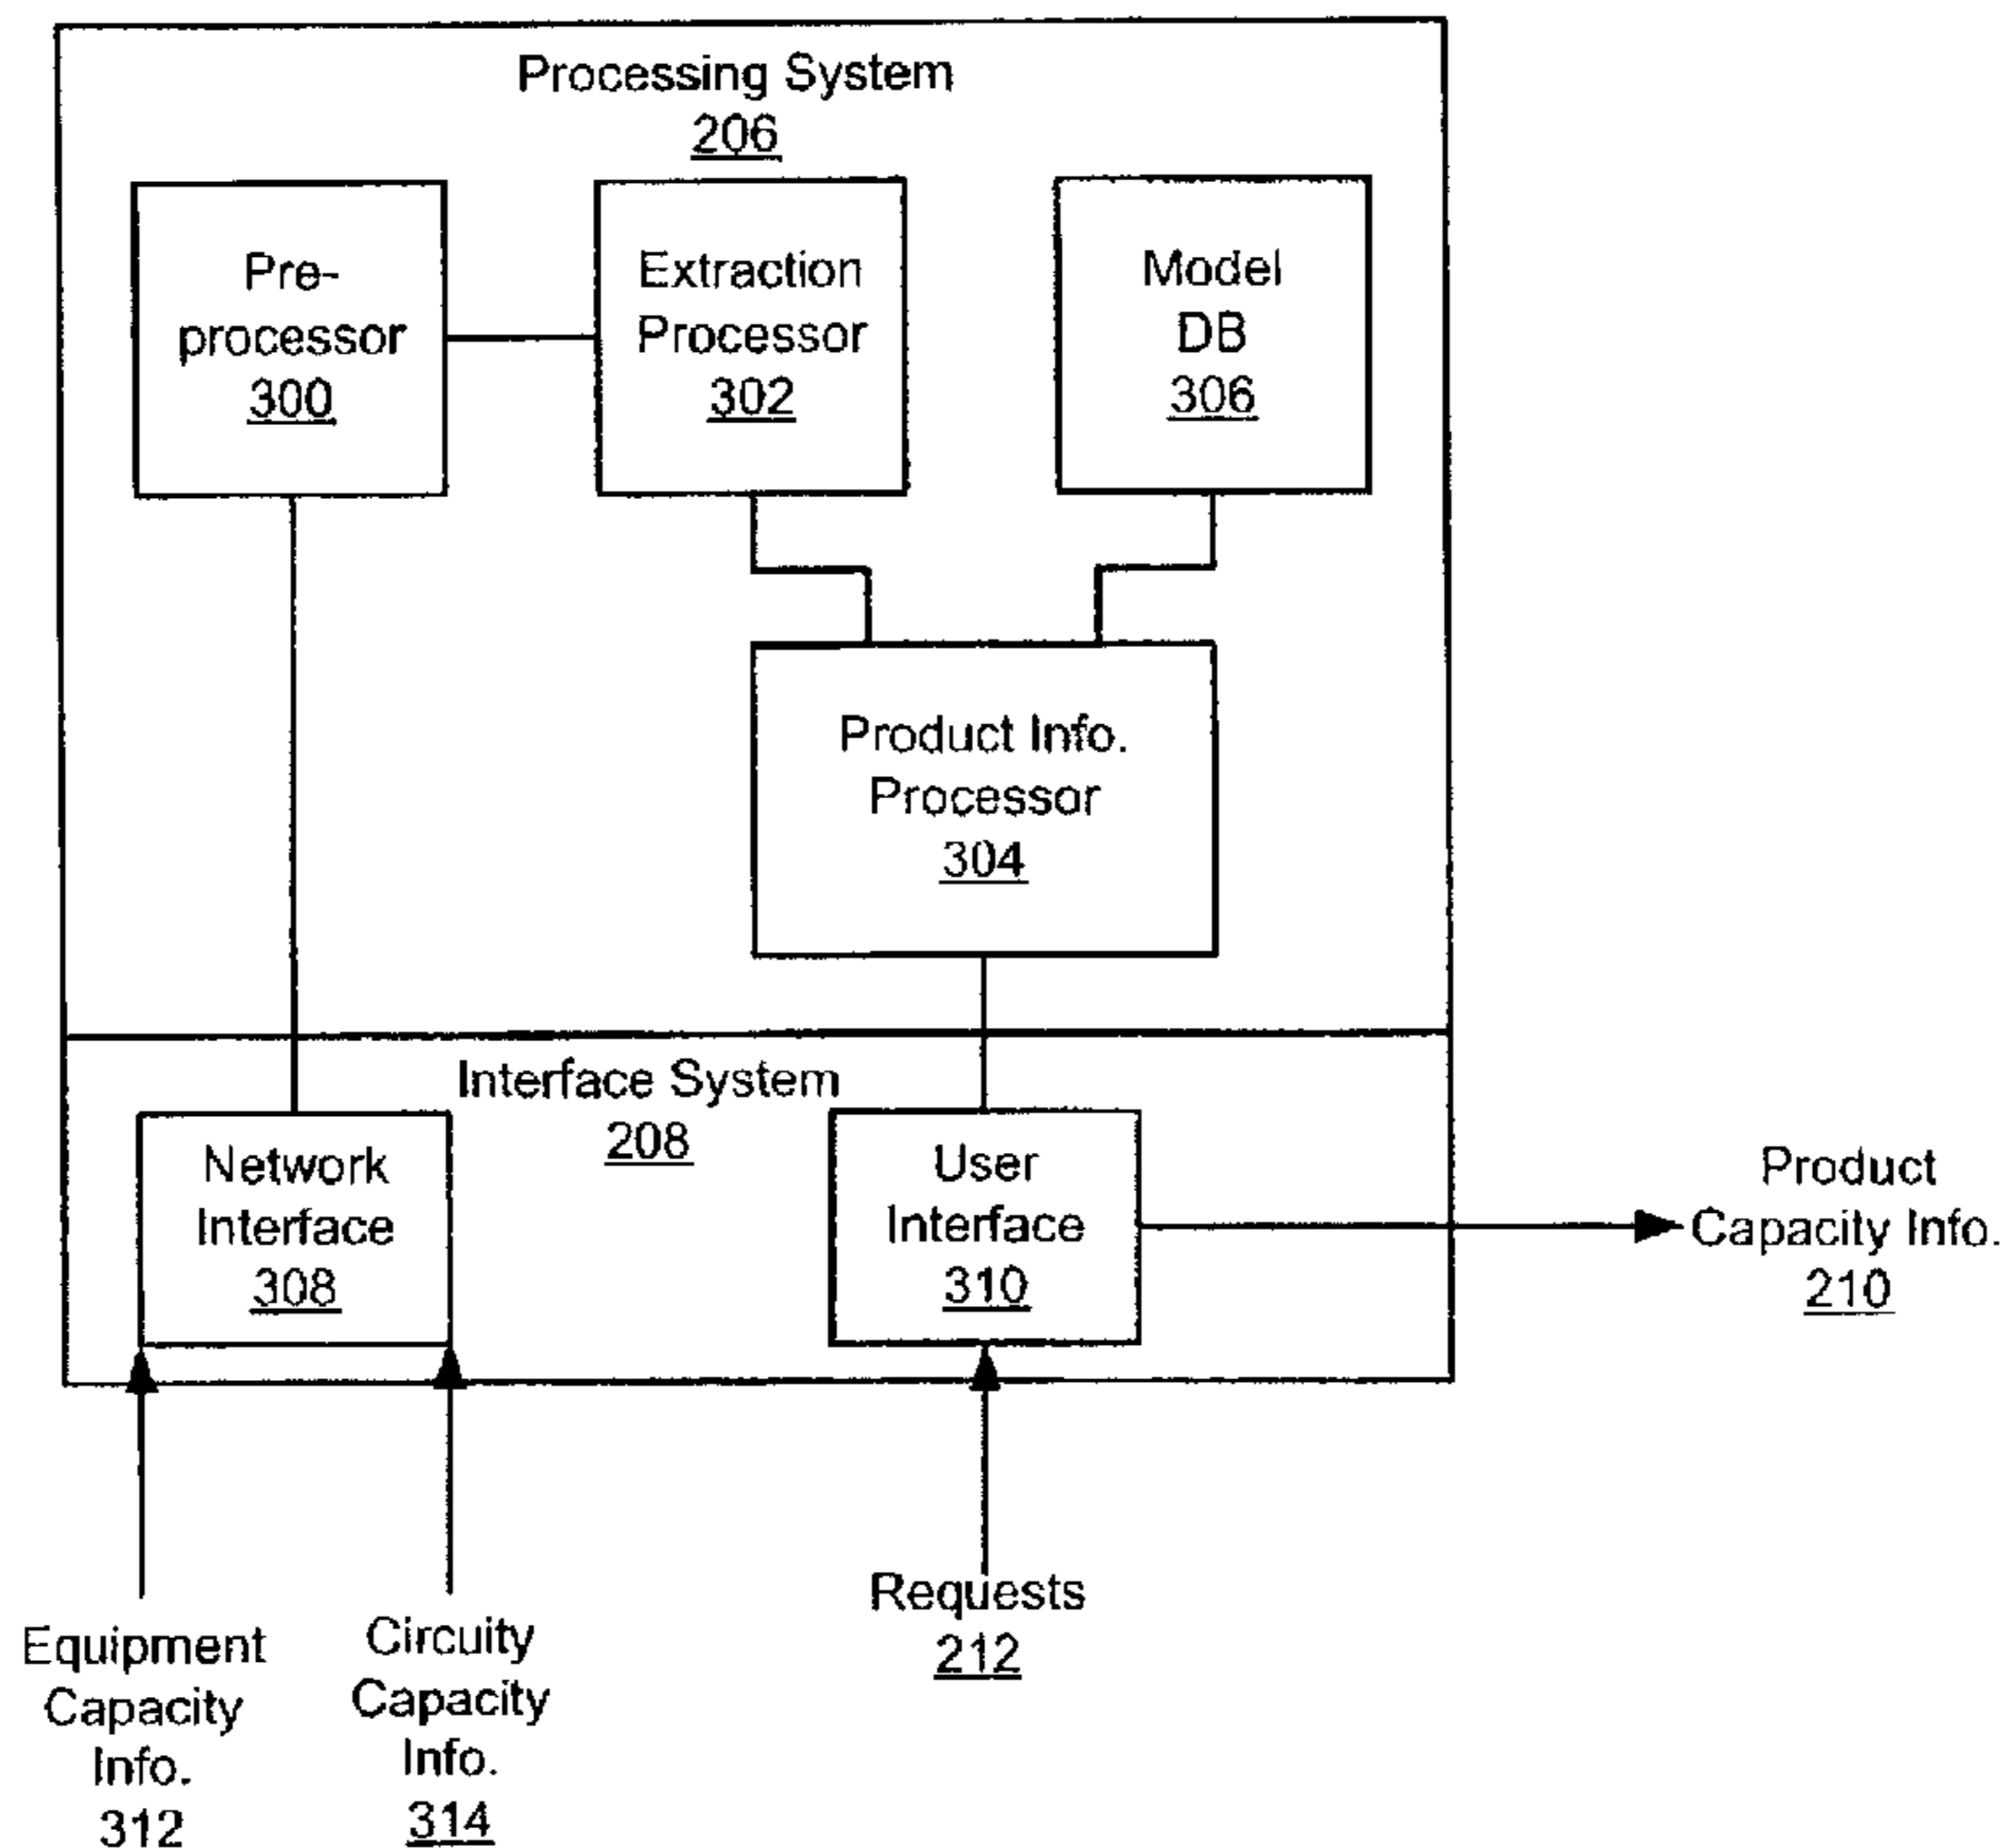 Processing System
206
Pre-
processor
300
Extraction
Processor
302
Model
DB
306
Product Info.
Processor
304
Interface System
208
Network
Interface
308
User
Interface
310
Product
Capacity Info.
210
Equipment
Capacity
Info.
312
Circuity
Capacity
Info.
314
Requests
212